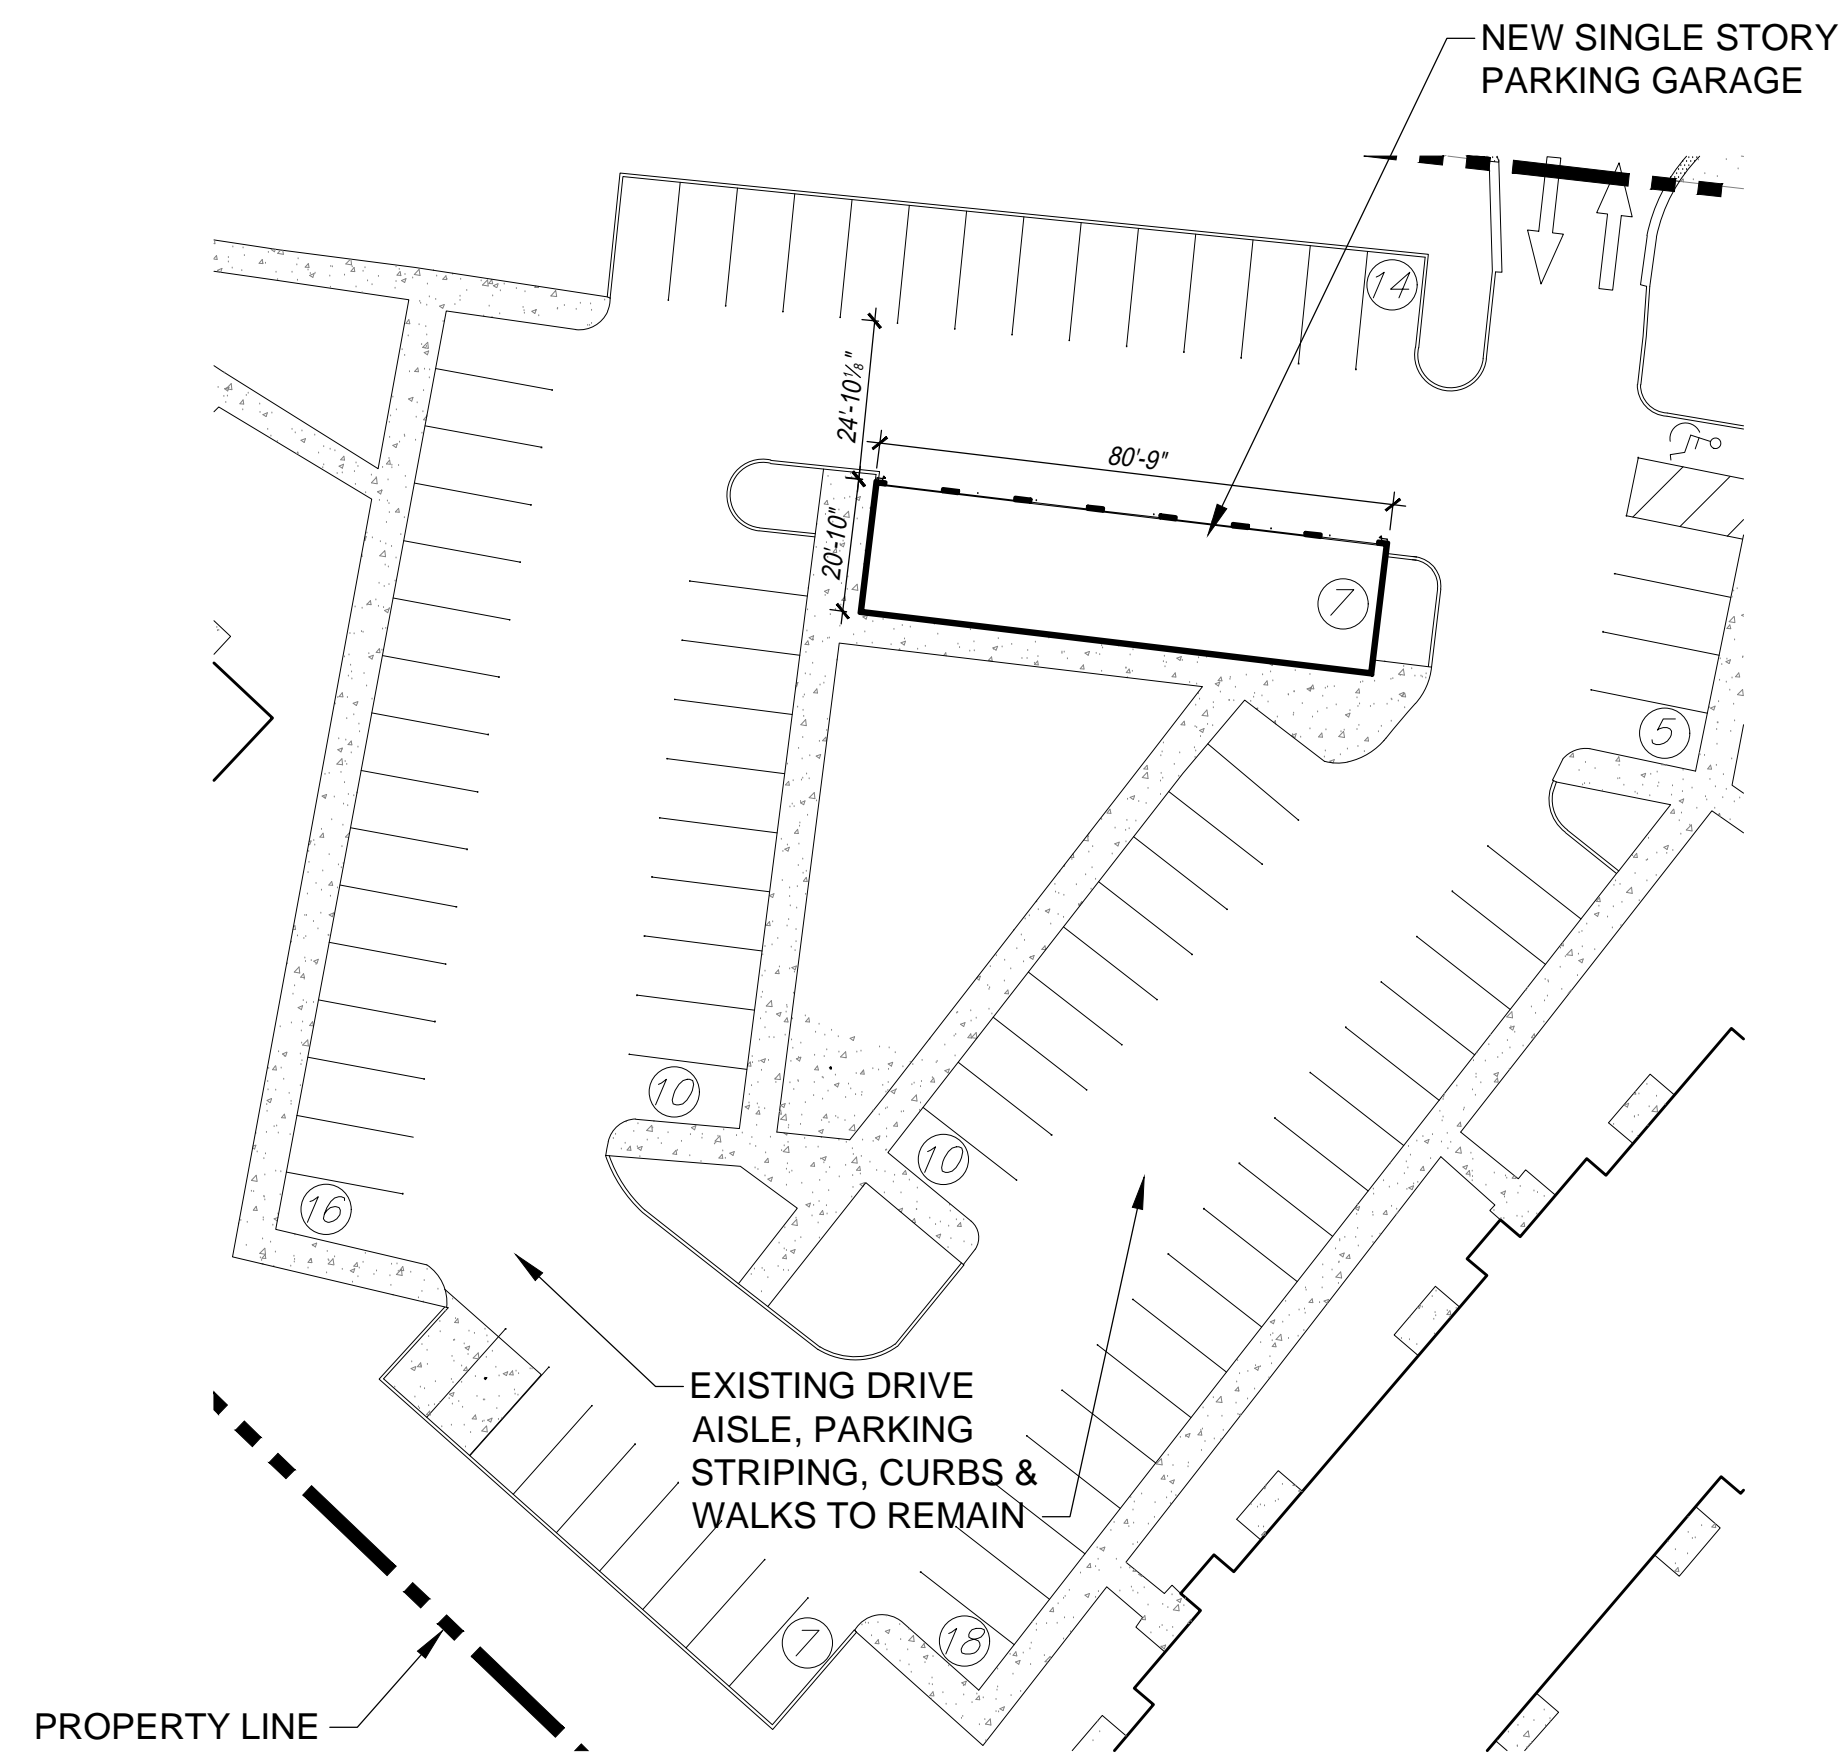 NEW SINGLE STORY
PARKING GARAGE
14
24'-10⅛"
80'-9"
20'-10"
7
5
10
10
16
EXISTING DRIVE
AISLE, PARKING
STRIPING, CURBS &
WALKS TO REMAIN
7
18
PROPERTY LINE